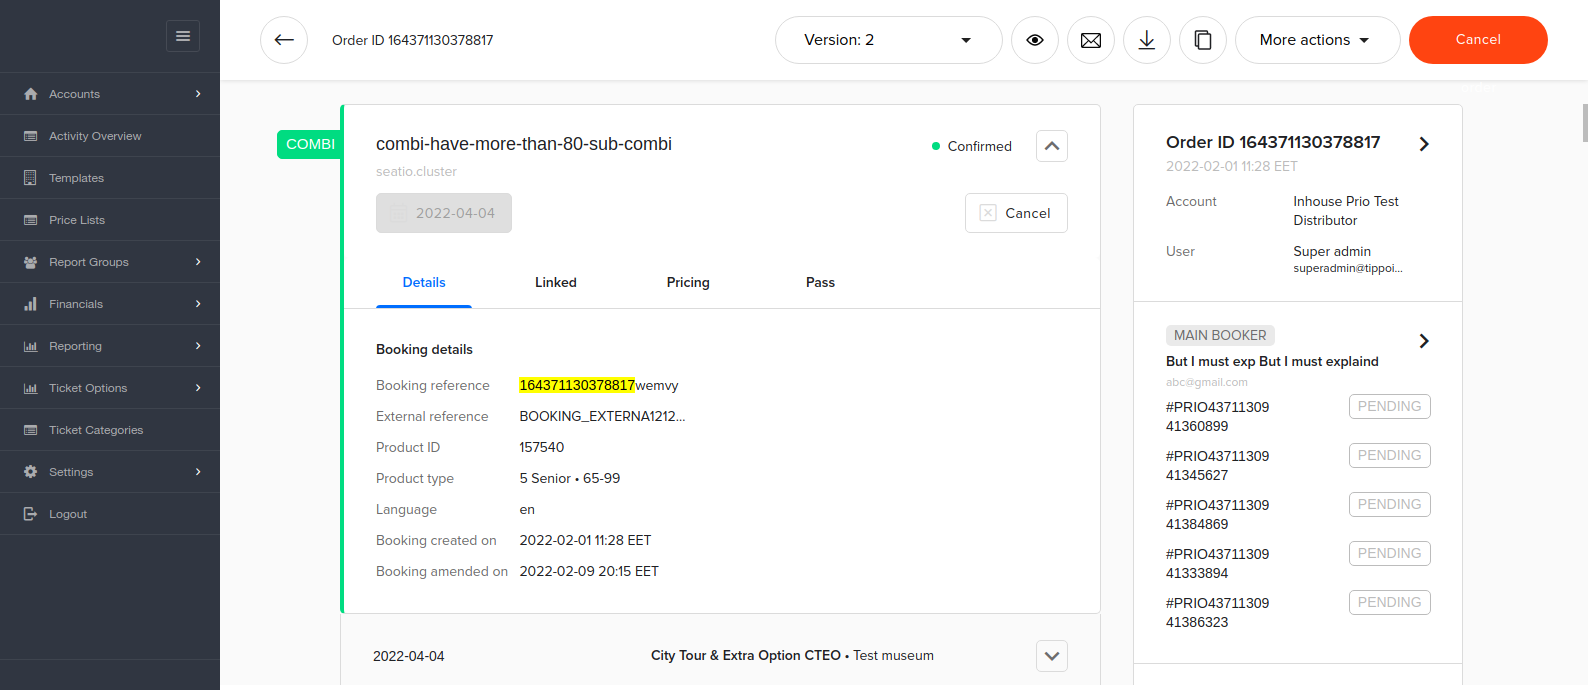 Order ID 164371130378817
Version: 2
More actions
Cancel
Accounts
Activity Overview
Templates
Price Lists
Report Groups
Financials
Reporting
Ticket Options
Ticket Categories
Settings
Logout
COMBI
combi-have-more-than-80-sub-combi
Confirmed
seatio.cluster
2022-04-04
Cancel
Details Linked Pricing Pass
Booking details
Booking reference 164371130378817wemvy
External reference BOOKING_EXTERNA1212...
Product ID 157540
Product type 5 Senior • 65-99
Language en
Booking created on 2022-02-01 11:28 EET
Booking amended on 2022-02-09 20:15 EET
2022-04-04 City Tour & Extra Option CTEO • Test museum
Order ID 164371130378817
2022-02-01 11:28 EET
Account Inhouse Prio Test
Distributor
User Super admin
superadmin@tippoi...
MAIN BOOKER
But I must exp But I must explaind
abc@gmail.com
#PRIO43711309 PENDING
41360899
#PRIO43711309 PENDING
41345627
#PRIO43711309 PENDING
41384869
#PRIO43711309 PENDING
41333894
#PRIO43711309 PENDING
41386323